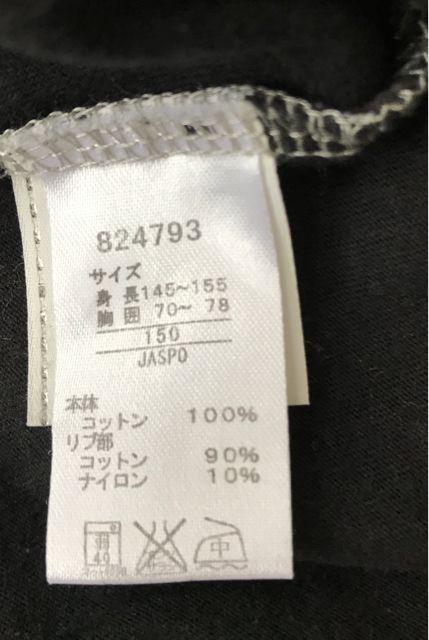 824793
サイズ
身 長145~155
胸 囲 70~ 78
150
JASPO
本体
コットン 100%
リブ部
コットン 90%
ナイロン 10%
40
中